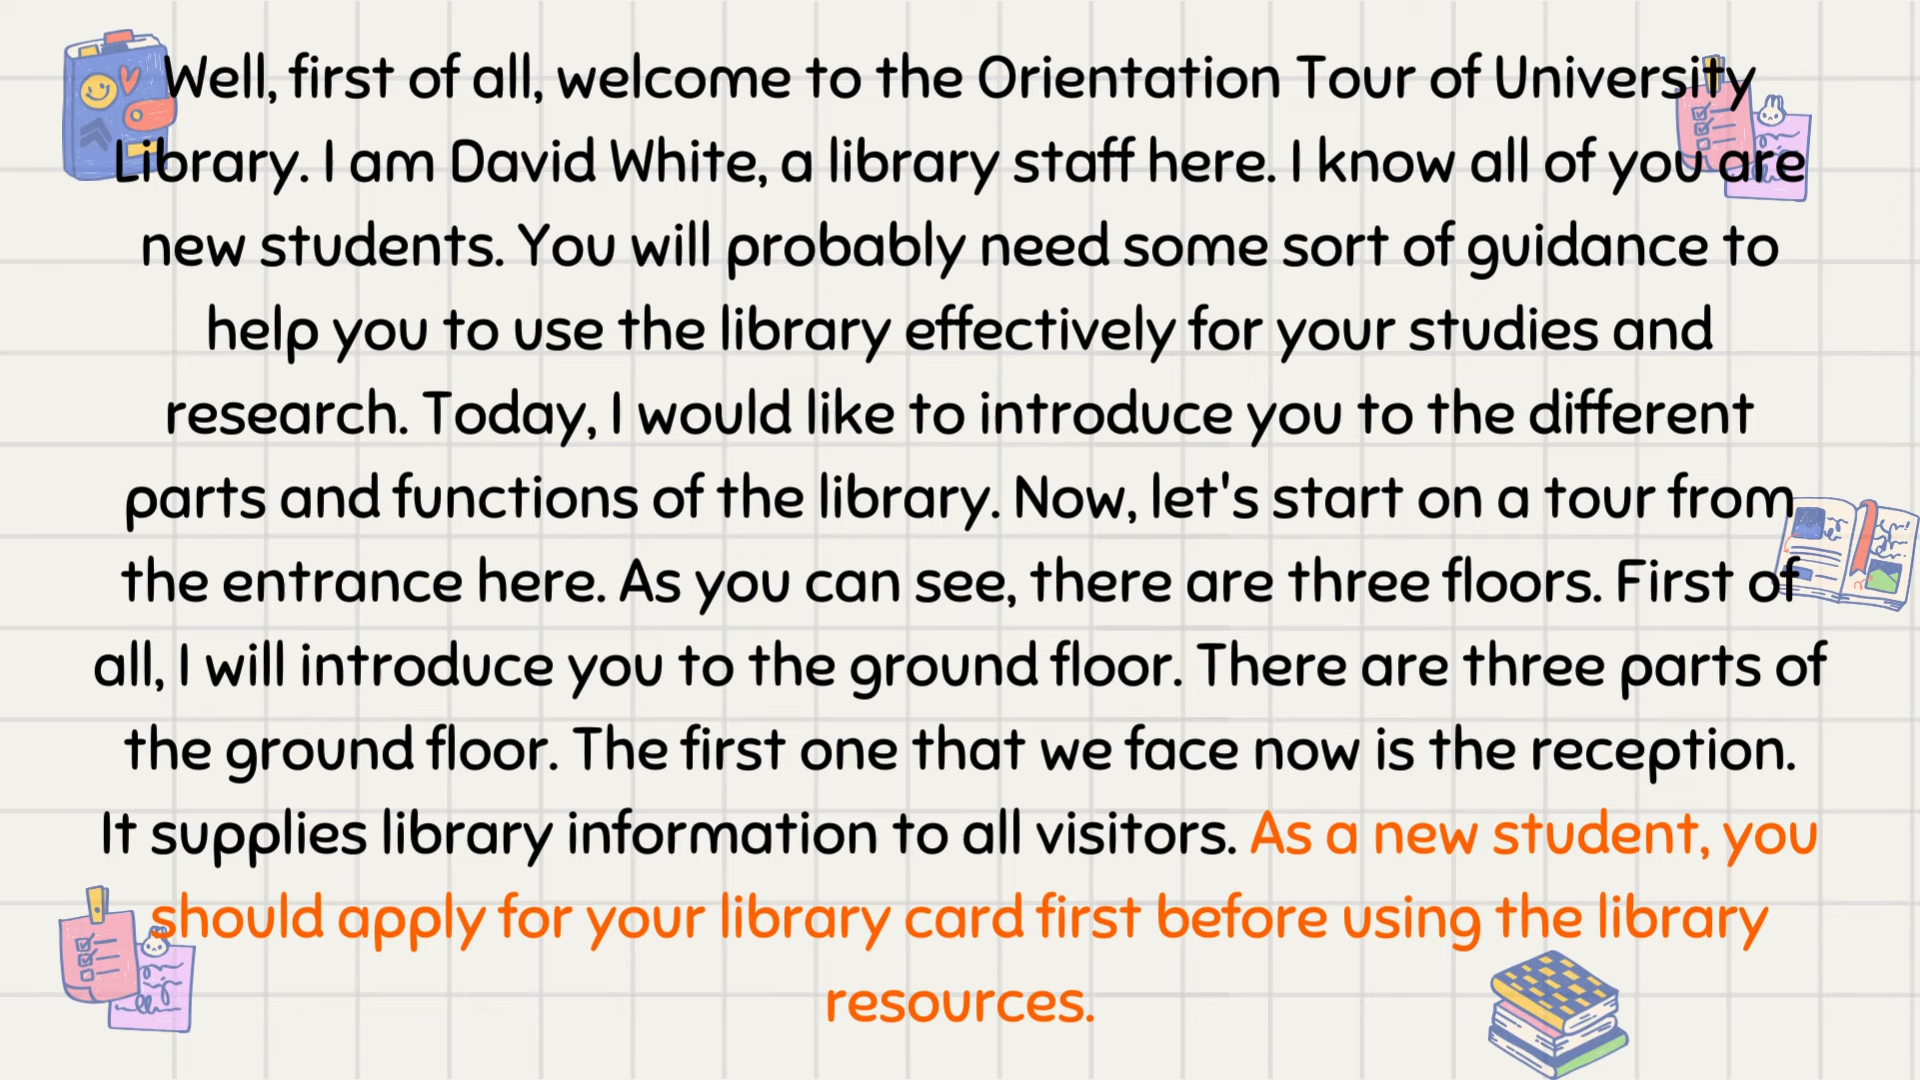 Well, first of all, welcome to the Orientation Tour of University
Library. I am David White, a library staff here. I know all of you are
new students. You will probably need some sort of guidance to
help you to use the library effectively for your studies and
research. Today, I would like to introduce you to the different
parts and functions of the library. Now, let's start on a tour from
the entrance here. As you can see, there are three floors. First of
all, I will introduce you to the ground floor. There are three parts of
the ground floor. The first one that we face now is the reception.
It supplies library information to all visitors. As a new student, you
should apply for your library card first before using the library
resources.